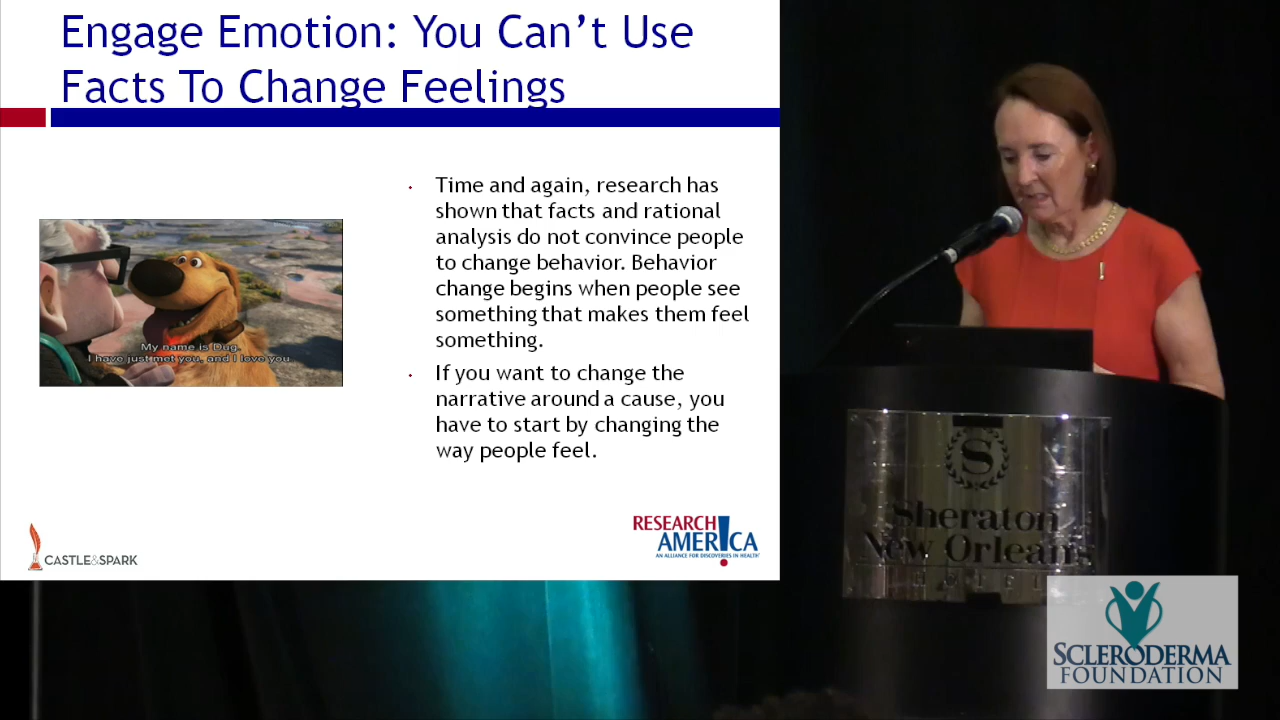 Engage Emotion: You Can't Use
Facts To Change Feelings
• Time and again, research has
shown that facts and rational
analysis do not convince people
to change behavior. Behavior
change begins when people see
something that makes them feel
something.
• If you want to change the
narrative around a cause, you
have to start by changing the
way people feel.
My name is Dug.
I have just met you, and I love you.
CASTLE&SPARK
RESEARCH
AMER!CA
AN ALLIANCE FOR DISCOVERIES IN HEALTH
S
Sheraton
New Orleans
SCLERODERMA
FOUNDATION